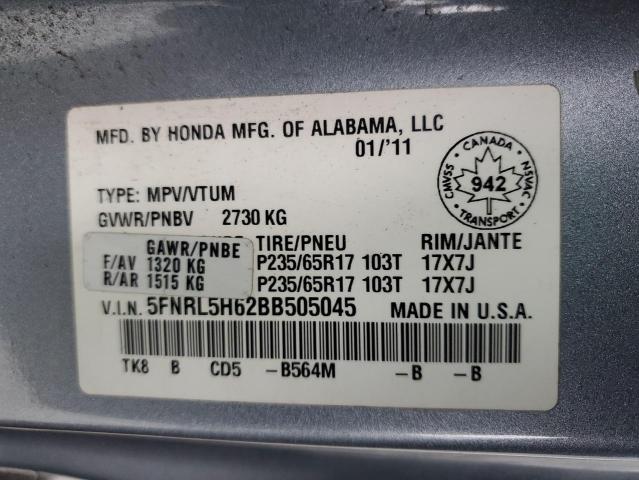 MFD. BY HONDA MFG. OF ALABAMA, LLC
01/'11
CANADA
CMVSS
NSVAC
942
TRANSPORT
TYPE: MPV/VTUM
GVWR/PNBV 2730 KG
GAWR/PNBE TIRE/PNEU RIM/JANTE
F/AV 1320 KG P235/65R17 103T 17X7J
R/AR 1515 KG P235/65R17 103T 17X7J
V.I.N. 5FNRL5H62BB505045 MADE IN U.S.A.
TK8 B CD5 -B564M -B -B